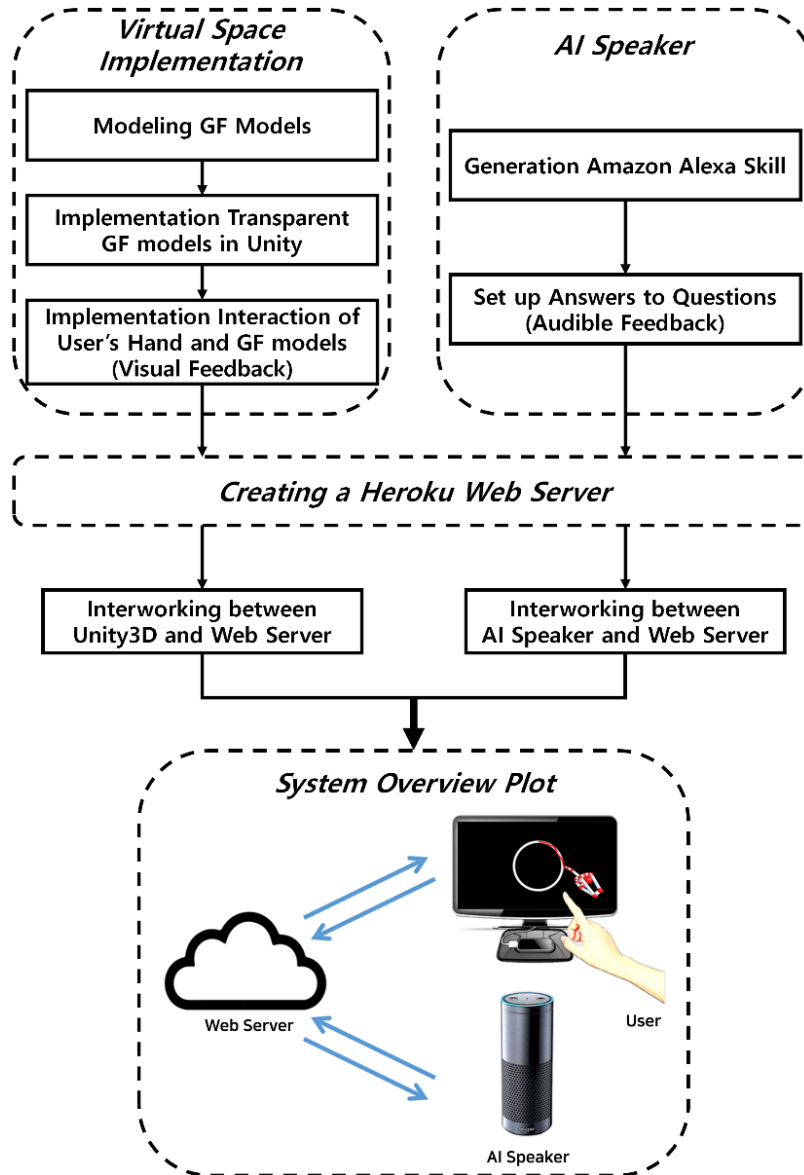 Virtual Space
Implementation
Modeling GF Models
Implementation Transparent
GF models in Unity
Implementation Interaction of
User's Hand and GF models
(Visual Feedback)
AI Speaker
Generation Amazon Alexa Skill
Set up Answers to Questions
(Audible Feedback)
Creating a Heroku Web Server
Interworking between
Unity3D and Web Server
Interworking between
AI Speaker and Web Server
System Overview Plot
Web Server
User
AI Speaker